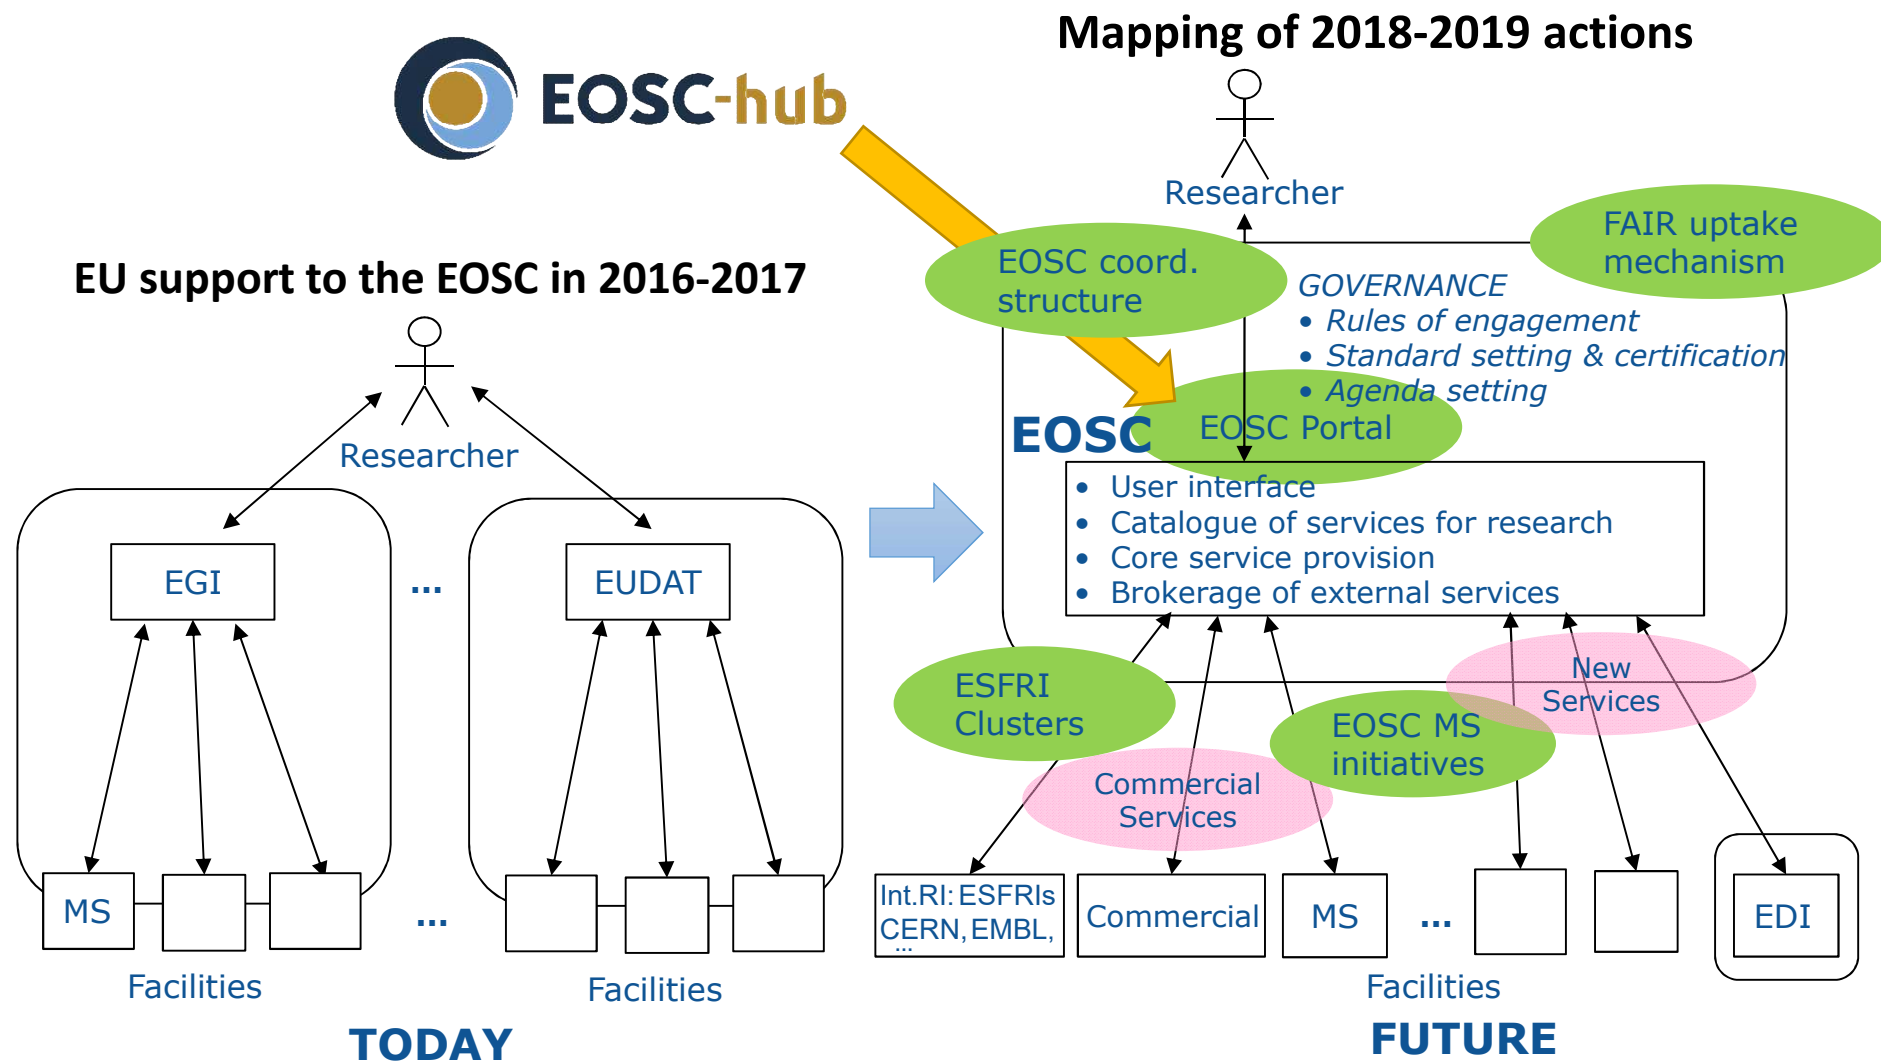 EOSC-hub
EU support to the EOSC in 2016-2017
Researcher
EGI
...
EUDAT
MS
...
Facilities
Facilities
TODAY
Mapping of 2018-2019 actions
Researcher
FAIR uptake
mechanism
EOSC coord.
structure
GOVERNANCE
• Rules of engagement
• Standard setting & certification
• Agenda setting
EOSC
EOSC Portal
• User interface
• Catalogue of services for research
• Core service provision
• Brokerage of external services
ESFRI
Clusters
New
Services
EOSC MS
initiatives
Commercial
Services
Int.RI: ESFRIs
CERN, EMBL,
...
Commercial
MS
...
EDI
Facilities
FUTURE